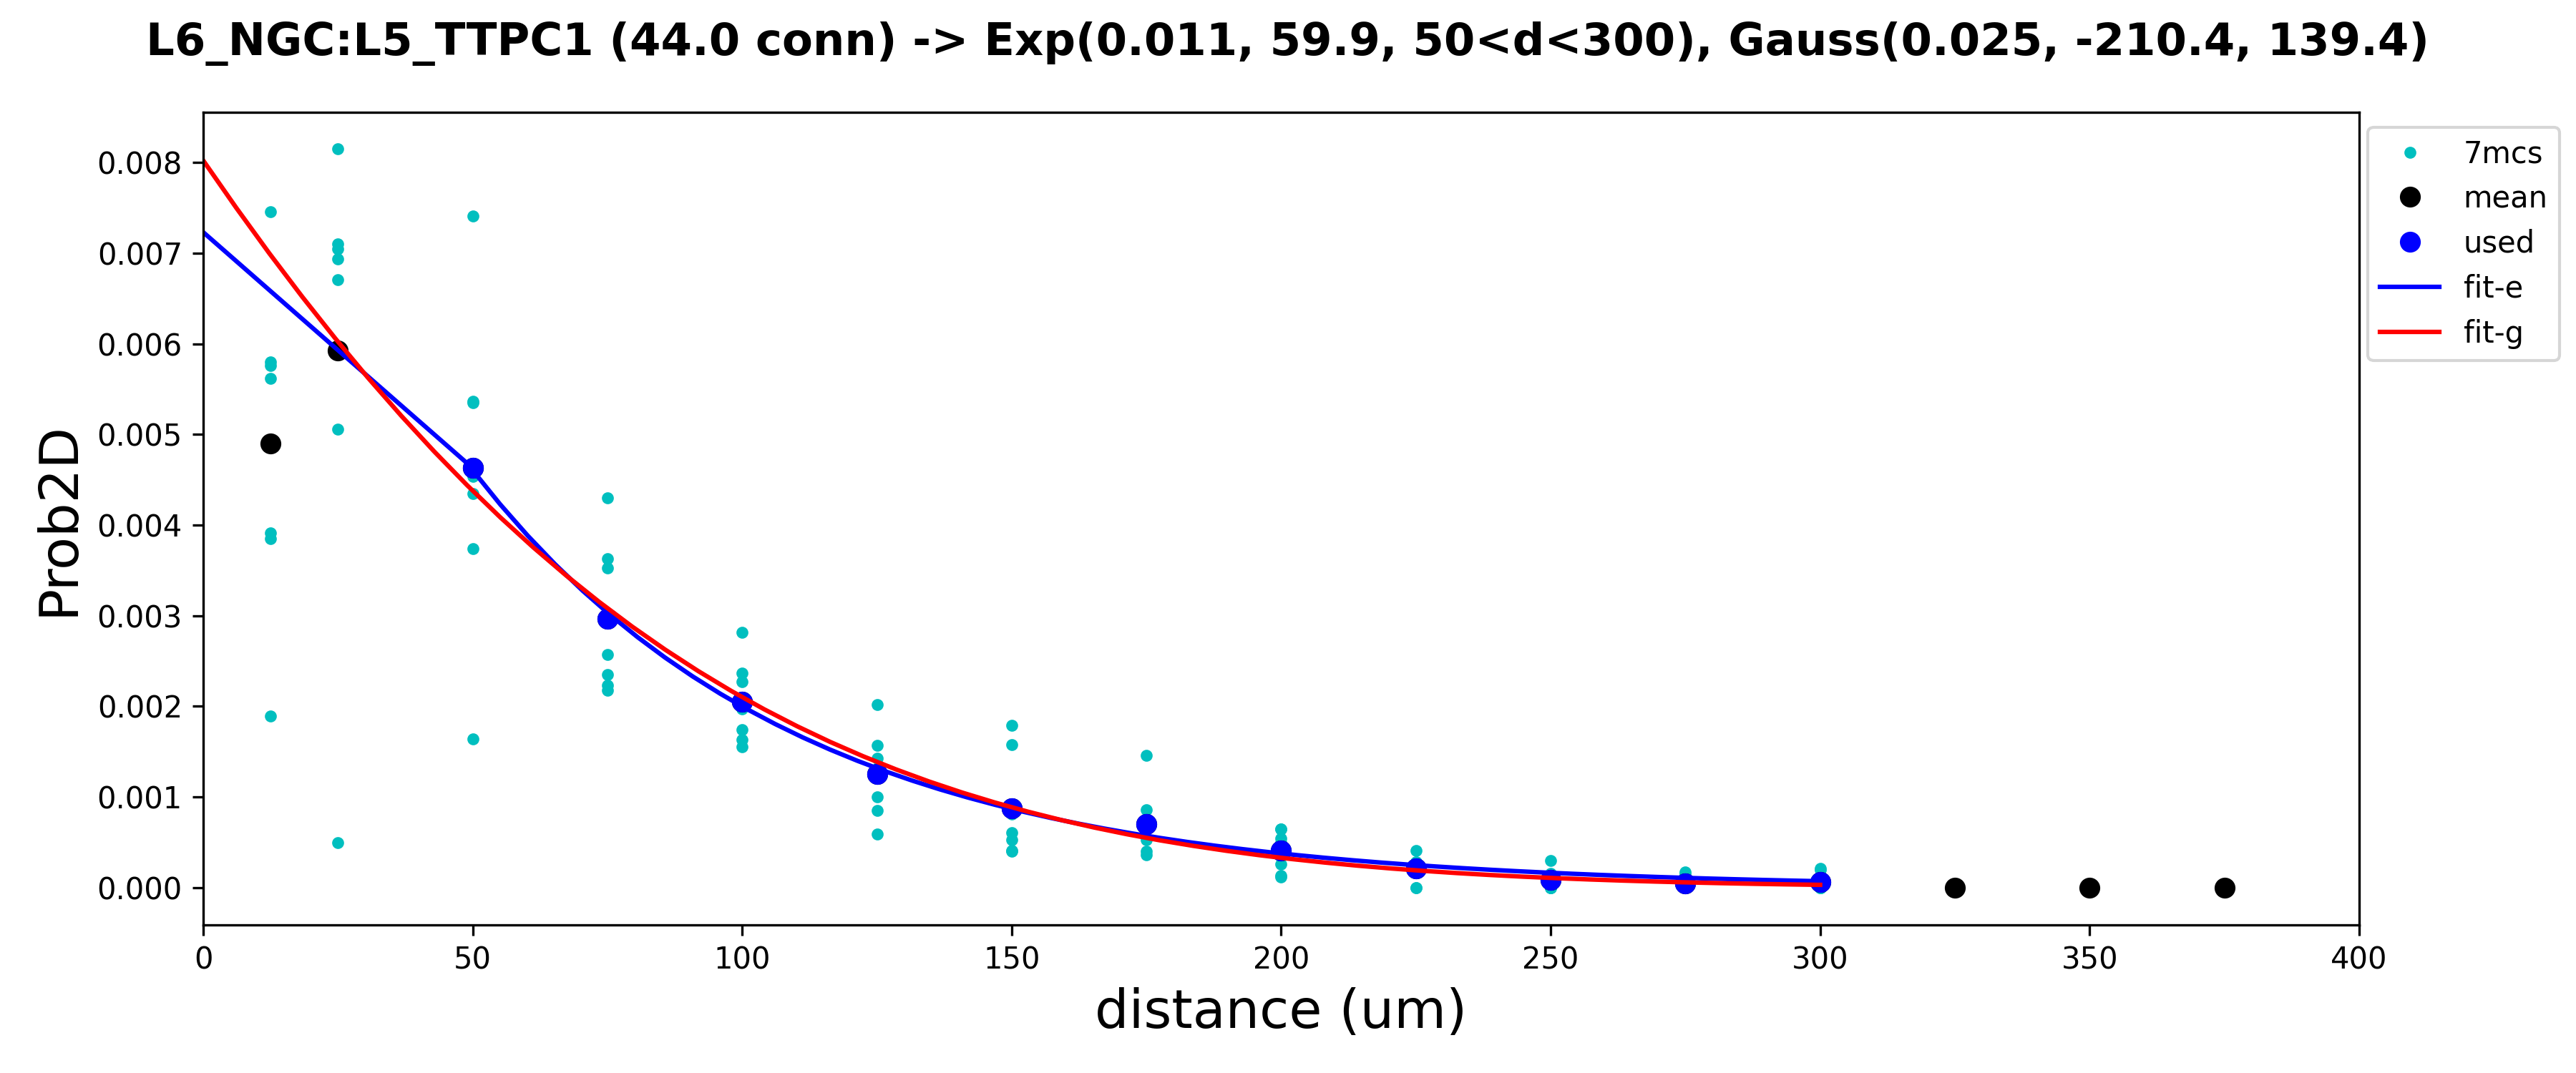 L6_NGC:L5_TTPC1 (44.0 conn) -> Exp(0.011, 59.9, 50<d<300), Gauss(0.025, -210.4, 139.4)
0.008
0.007
0.006
0.005
0.004
0.003
0.002
0.001
0.000
Prob2D
0 50 100 150 200 250 300 350 400
distance (um)
7mcs
mean
used
fit-e
fit-g